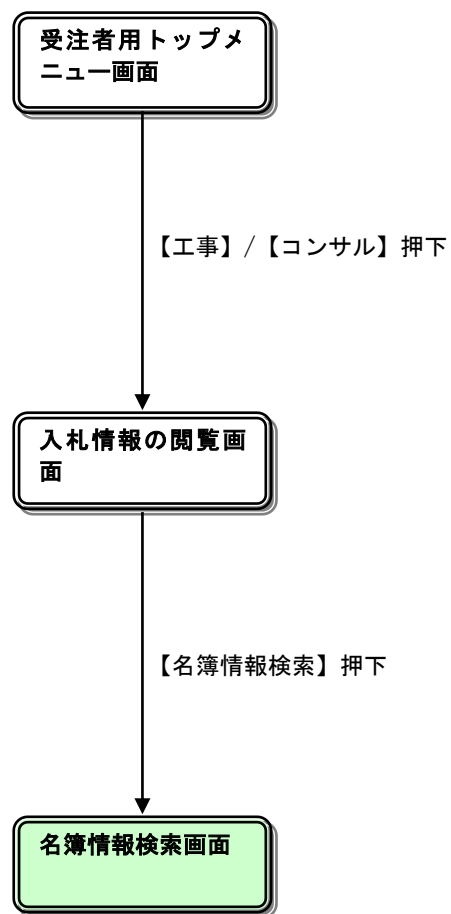 受注者用トップメ
ニュー画面
【工事】/【コンサル】押下
入札情報の閲覧画
面
【名簿情報検索】押下
名簿情報検索画面